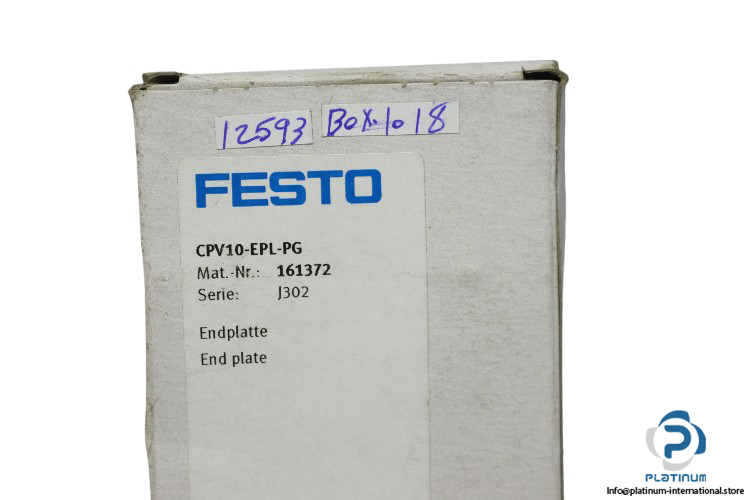 12593 Box.1018
FESTO
CPV10-EPL-PG
Mat.-Nr.: 161372
Serie: J302
Endplatte
End plate
PLATINUM
Info@platinum-international.store